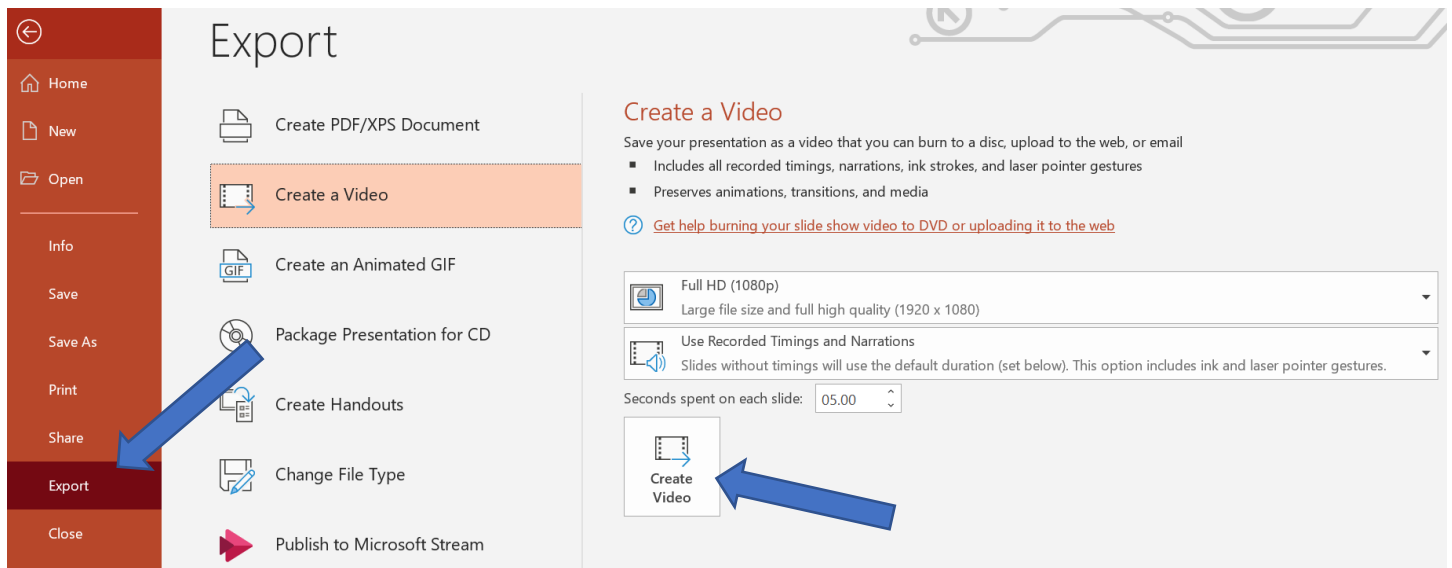 Export
Home
New
Open
Info
Save
Save As
Print
Share
Export
Close
Create PDF/XPS Document
Create a Video
GIF
Create an Animated GIF
Package Presentation for CD
Create Handouts
Change File Type
Publish to Microsoft Stream
Create a Video
Save your presentation as a video that you can burn to a disc, upload to the web, or email
▪ Includes all recorded timings, narrations, ink strokes, and laser pointer gestures
▪ Preserves animations, transitions, and media
? Get help burning your slide show video to DVD or uploading it to the web
Full HD (1080p)
Large file size and full high quality (1920 x 1080)
Use Recorded Timings and Narrations
Slides without timings will use the default duration (set below). This option includes ink and laser pointer gestures.
Seconds spent on each slide: 05.00
Create
Video